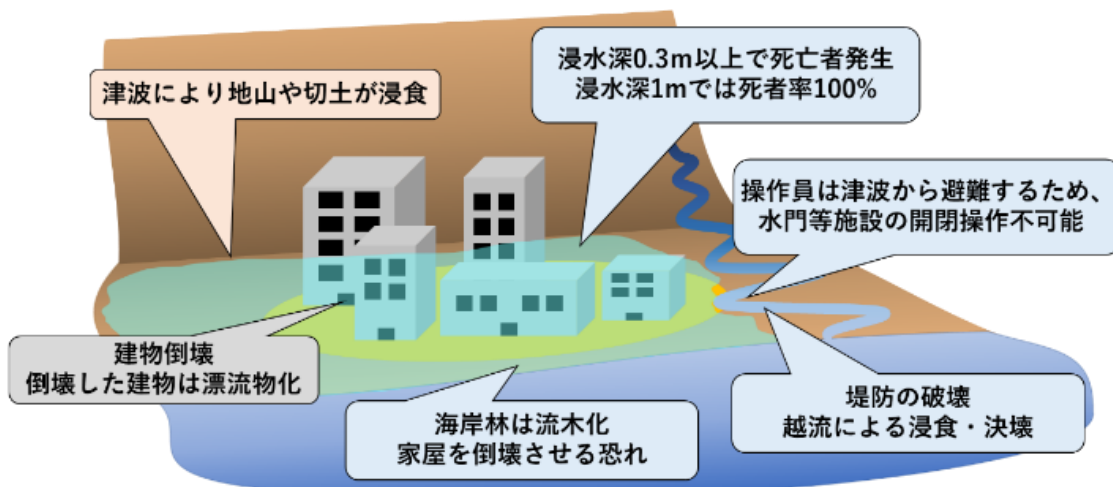 浸水深0.3m以上で死亡者発生
浸水深1mでは死者率100%
津波により地山や切土が浸食
操作員は津波から避難するため、
水門等施設の開閉操作不可能
建物倒壊
倒壊した建物は漂流物化
海岸林は流木化
家屋を倒壊させる恐れ
堤防の破壊
越流による浸食・決壊